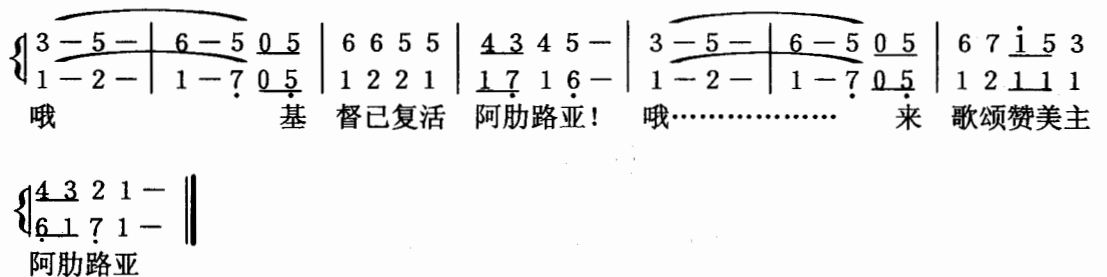 3 — 5 — | 6 — 5 0 5 | 6 6 5 5 | 4 3 4 5 — | 3 — 5 — | 6 — 5 0 5 | 6 7 i 5 3
1 — 2 — | 1 — 7 0 5 | 1 2 2 1 | 1 7 1 6 — | 1 — 2 — | 1 — 7 0 5 | 1 2 1 1 1
哦 基 督已复活 阿肋路亚! 哦……………… 来 歌颂赞美主
4 3 2 1 —
6 1 7 1 —
阿肋路亚